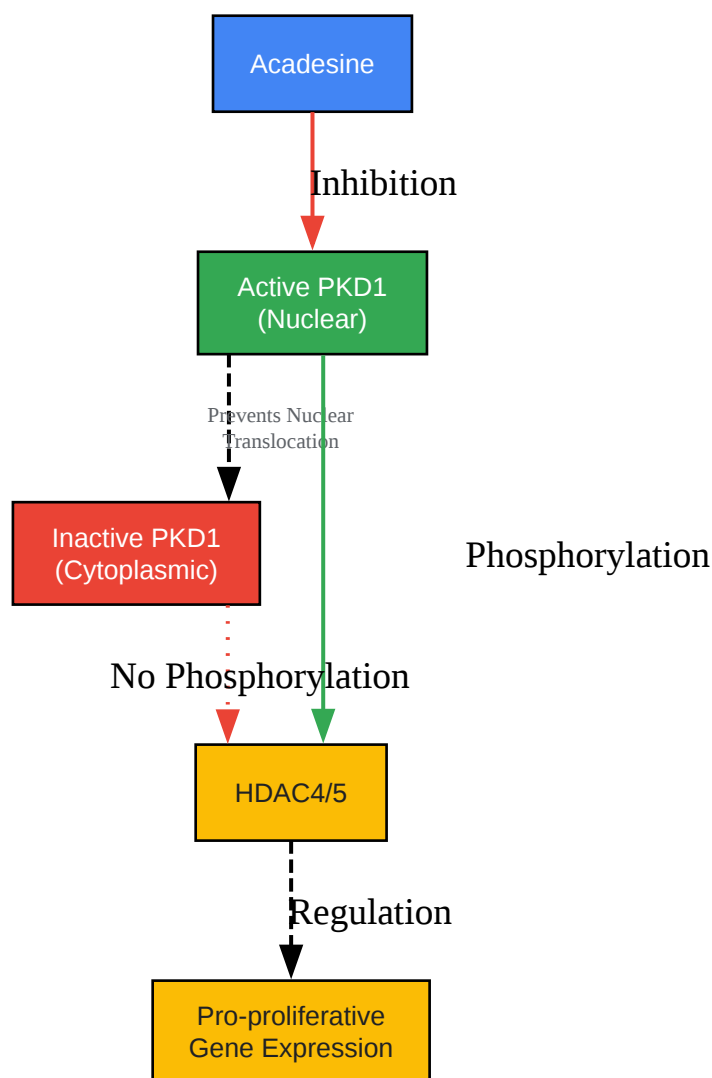 Acadesine
Inhibition
Active PKD1
(Nuclear)
Prevents Nuclear
Translocation
Inactive PKD1
(Cytoplasmic)
Phosphorylation
No Phosphorylation
HDAC4/5
Regulation
Pro-proliferative
Gene Expression